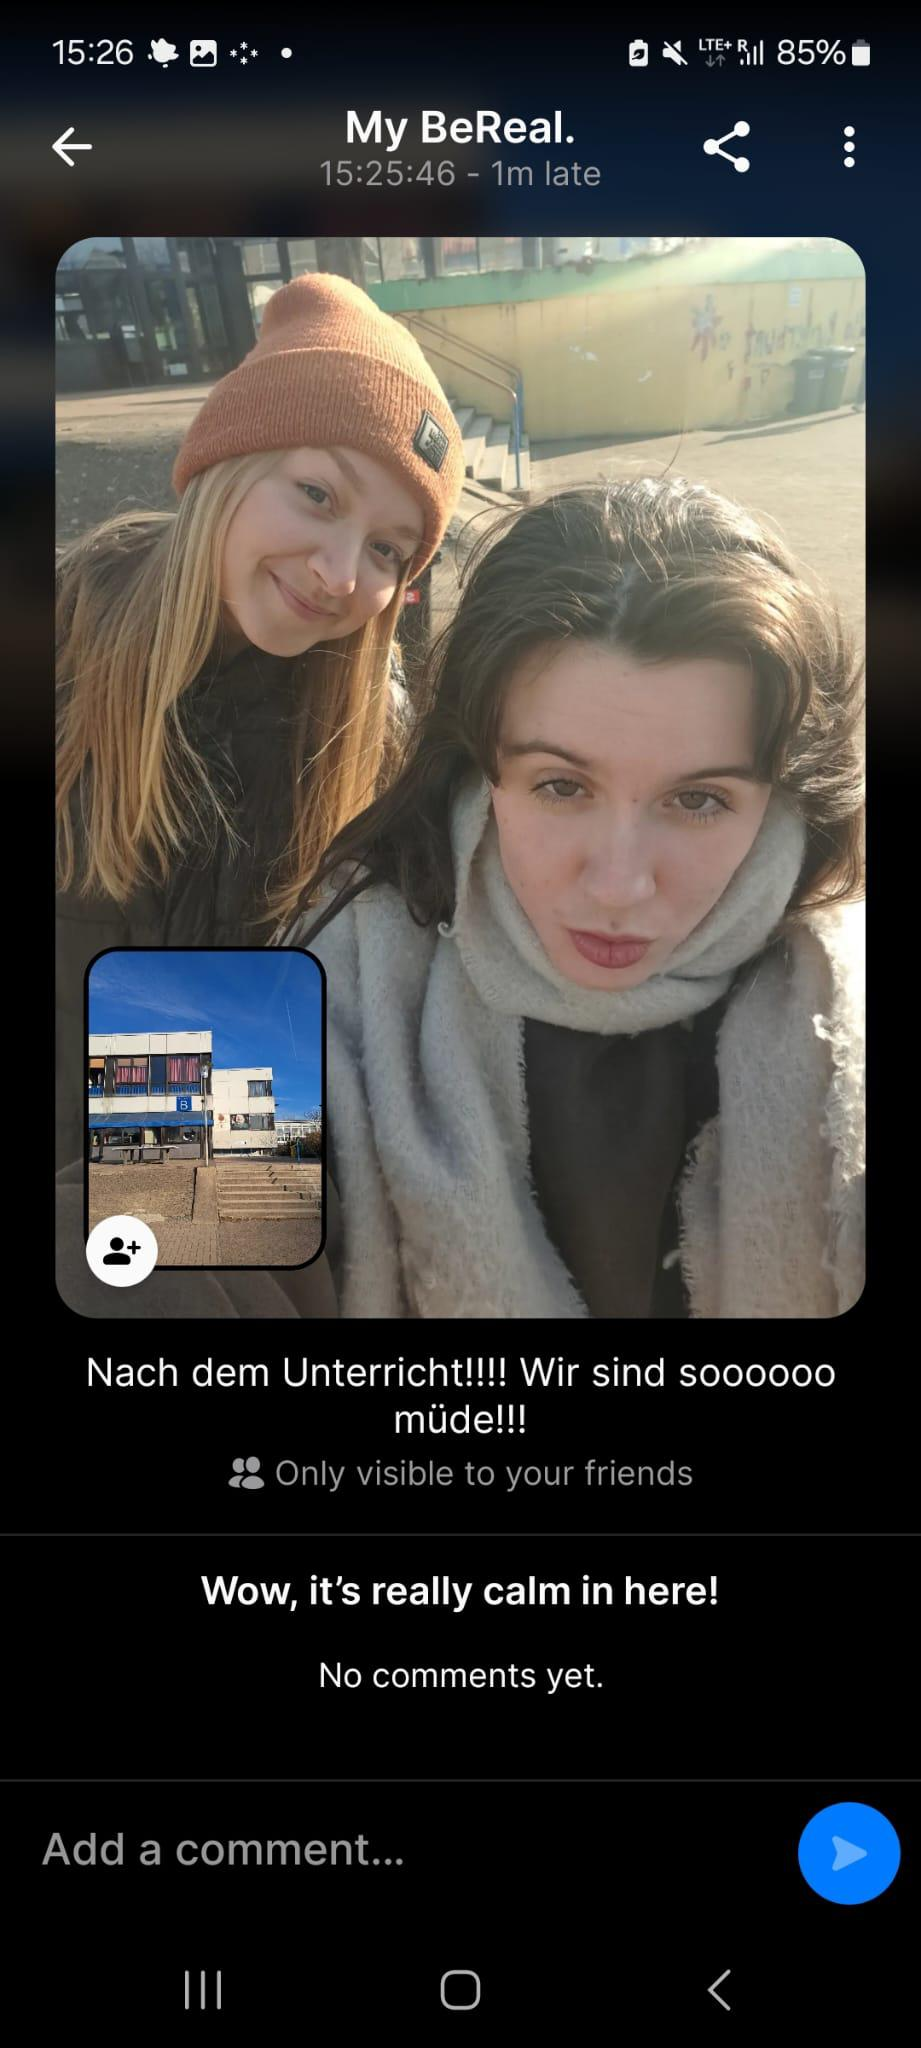 15:26
LTE+ R 85%
My BeReal.
15:25:46 - 1m late
B
Nach dem Unterricht!!!! Wir sind soooooo
müde!!!
Only visible to your friends
Wow, it’s really calm in here!
No comments yet.
Add a comment...